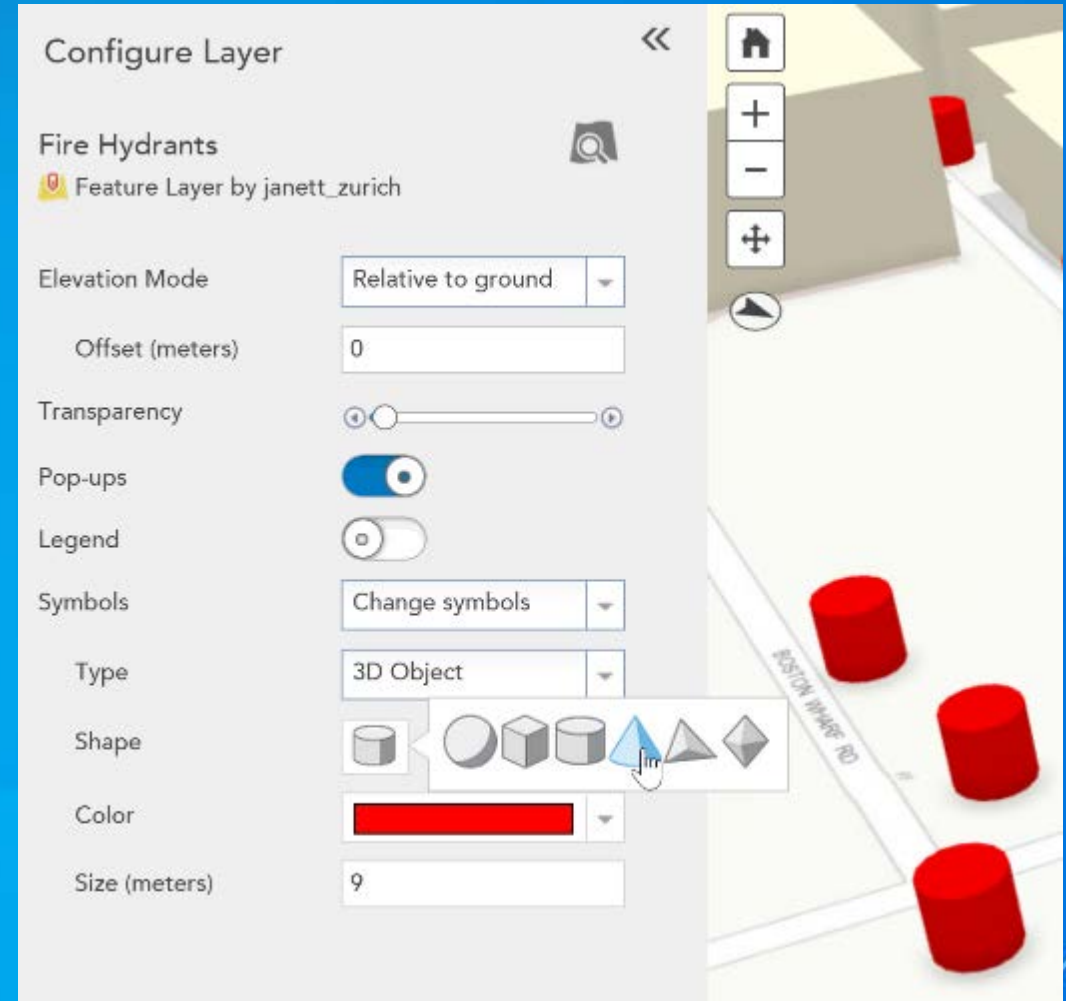 Configure Layer
Fire Hydrants
Feature Layer by janett_zurich
Elevation Mode
Relative to ground
Offset (meters)
0
Transparency
Pop-ups
Legend
Symbols
Change symbols
Type
3D Object
Shape
Color
Size (meters)
9
BOSTON WHARF RD